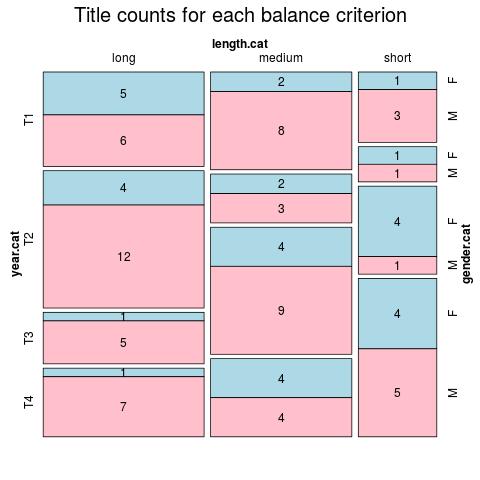 Title counts for each balance criterion
length.cat
long medium short
year.cat
gender.cat
T1
5 2 1 F
6 8 3 M
1 F
1 M
T2
4 2 4 F
12 3 1 M
T3
1 4 4 F
5 9
T4
1 4
7 4 5 M